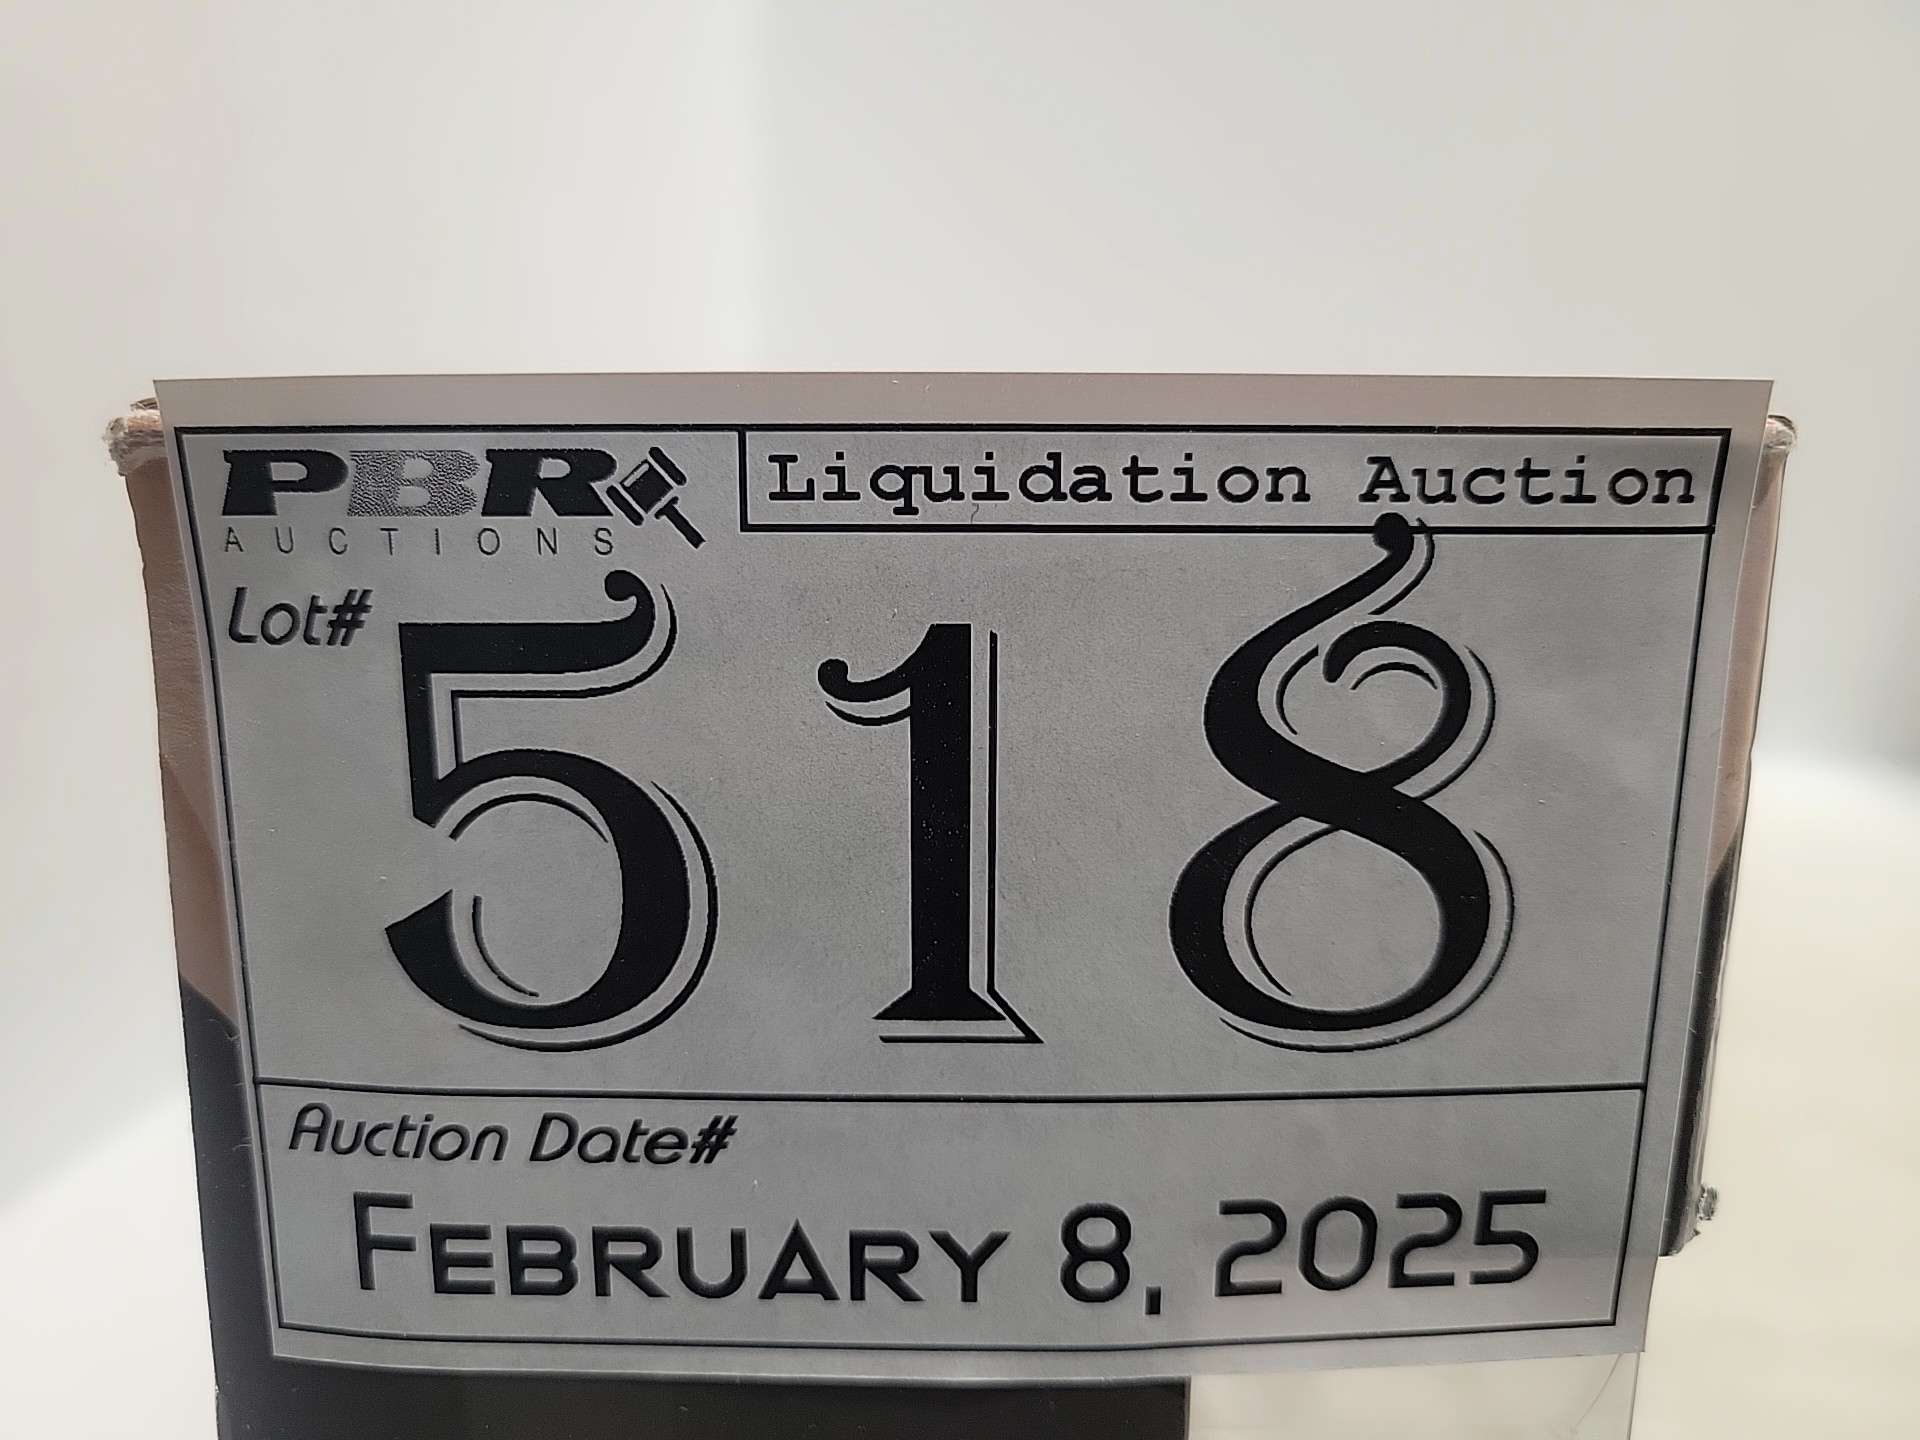 PBR
AUCTIONS
Liquidation Auction
Lot#
518
Auction Date#
FEBRUARY 8, 2025